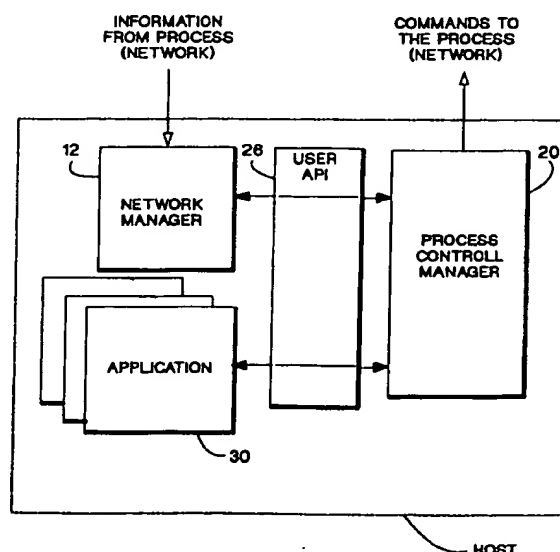 INFORMATION
FROM PROCESS
(NETWORK)
COMMANDS TO
THE PROCESS
(NETWORK)
12
NETWORK
MANAGER
26
USER
API
20
PROCESS
CONTROLL
MANAGER
APPLICATION
30
HOST